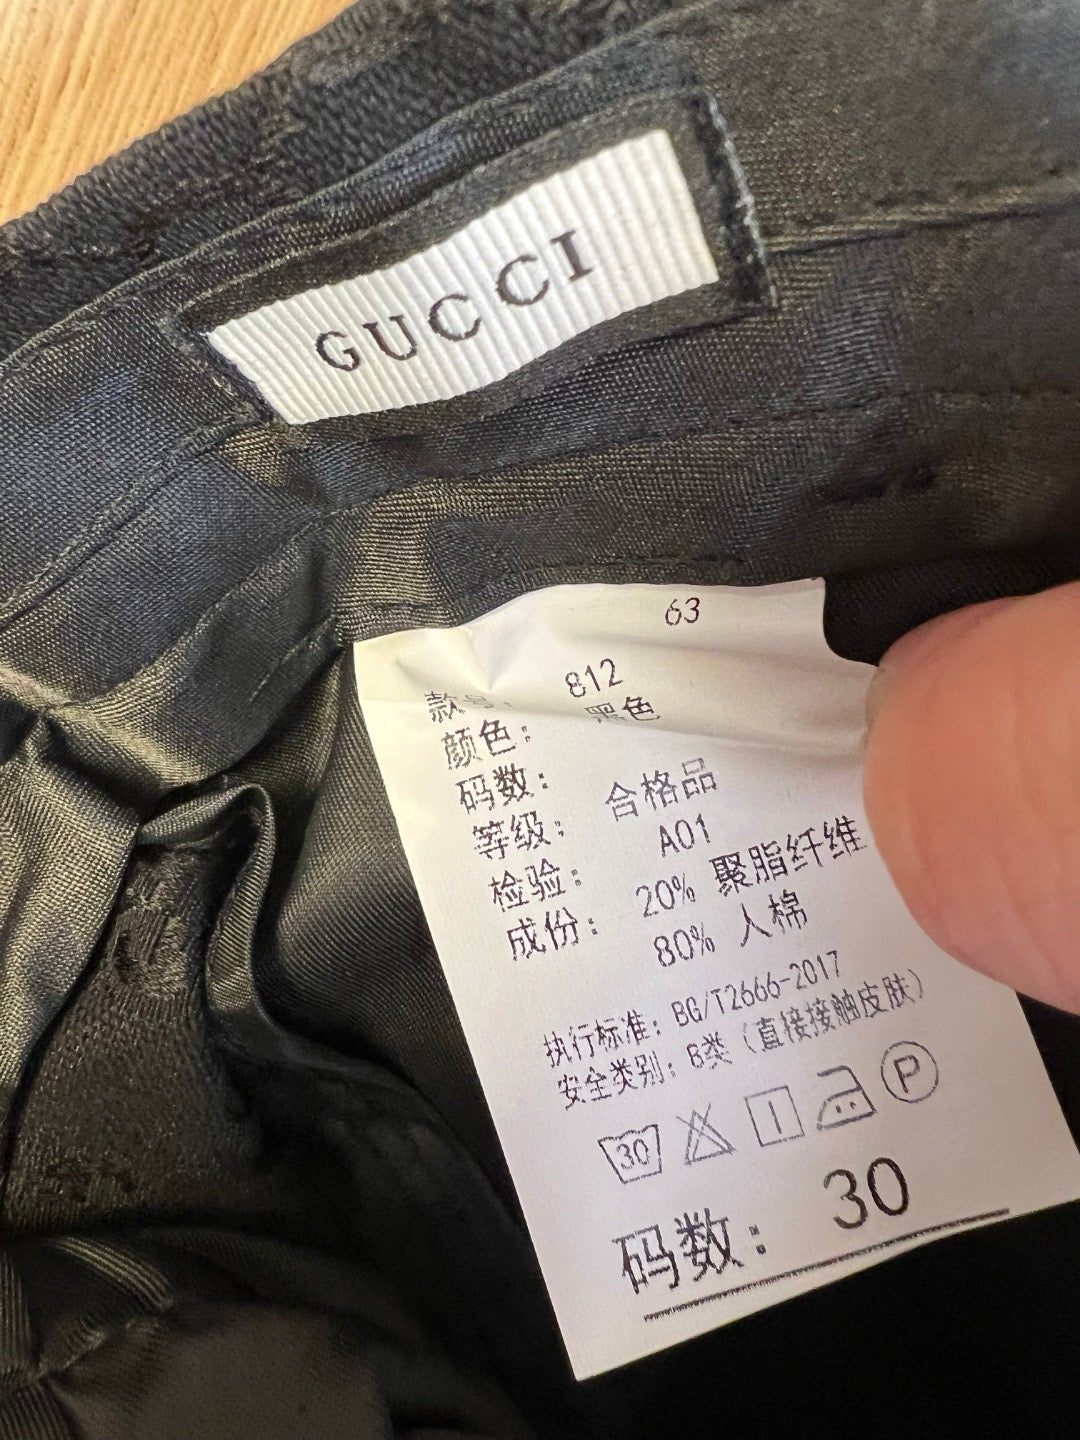 GUCCI
63
款号: 812
颜色: 黑色
码数:
等级: 合格品
检验: A01
成份: 20% 聚脂纤维
80% 人棉
执行标准: BG/T2666-2017
安全类别: B类 (直接接触皮肤)
30 P
码数: 30